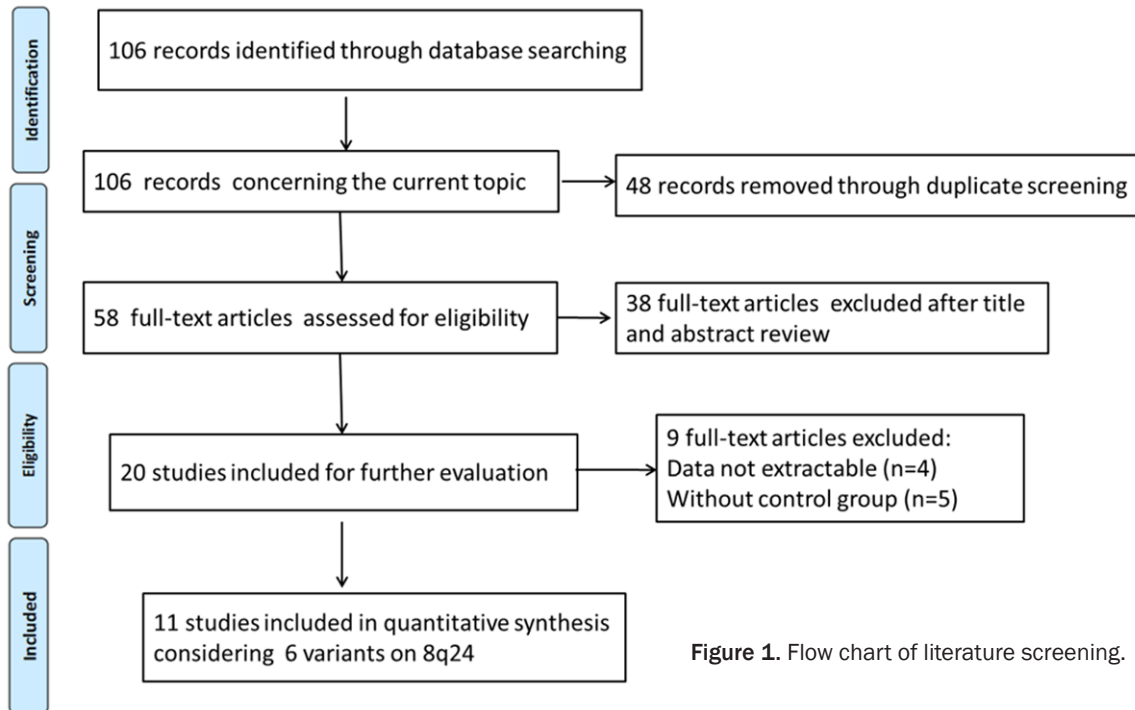 Identification
106 records identified through database searching
106 records concerning the current topic
48 records removed through duplicate screening
Screening
58 full-text articles assessed for eligibility
38 full-text articles excluded after title
and abstract review
Eligibility
20 studies included for further evaluation
9 full-text articles excluded:
Data not extractable (n=4)
Without control group (n=5)
Included
11 studies included in quantitative synthesis
considering 6 variants on 8q24
Figure 1. Flow chart of literature screening.